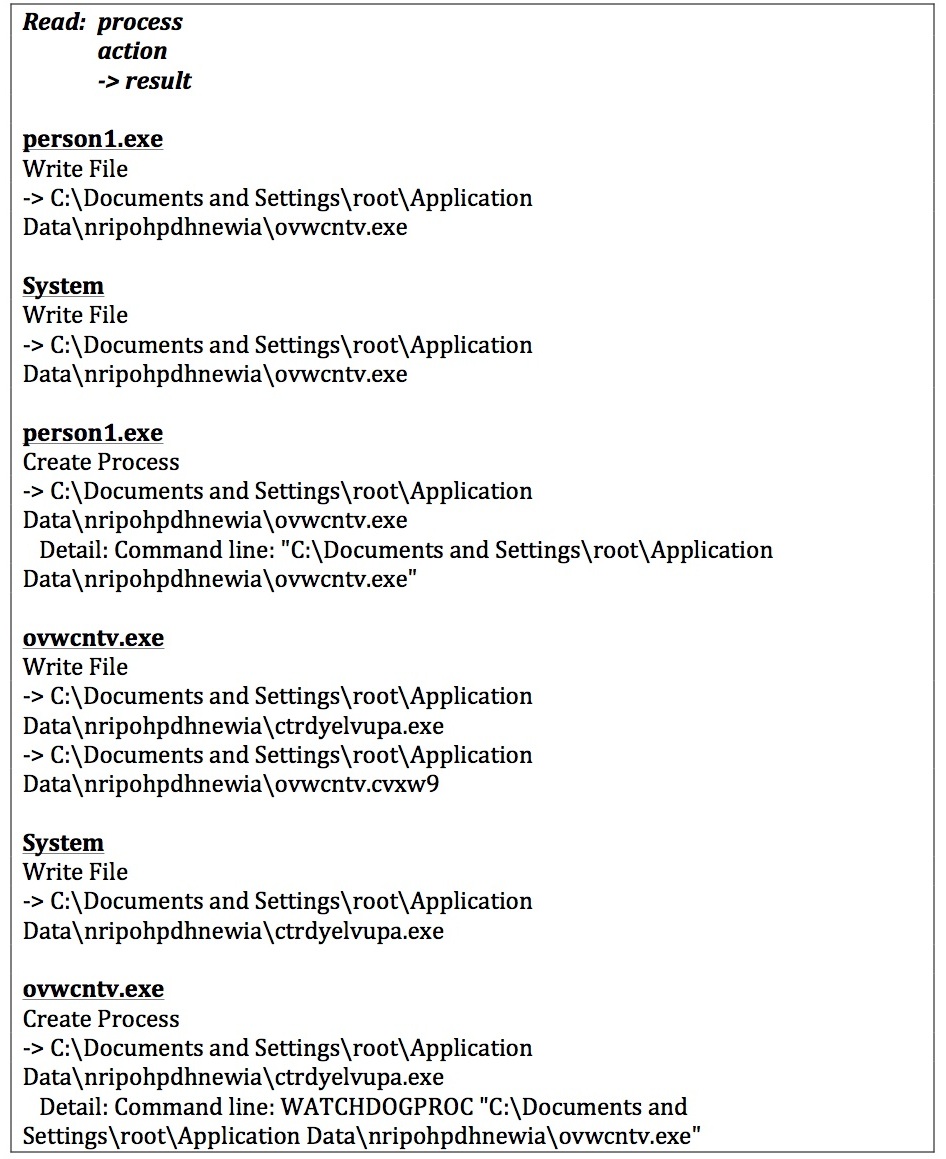 Read: process
action
-> result
person1.exe
Write File
-> C:\Documents and Settings\root\Application
Data\nripohpdhnewia\ovwcntv.exe
System
Write File
-> C:\Documents and Settings\root\Application
Data\nripohpdhnewia\ovwcntv.exe
person1.exe
Create Process
-> C:\Documents and Settings\root\Application
Data\nripohpdhnewia\ovwcntv.exe
Detail: Command line: "C:\Documents and Settings\root\Application
Data\nripohpdhnewia\ovwcntv.exe"
ovwcntv.exe
Write File
-> C:\Documents and Settings\root\Application
Data\nripohpdhnewia\ctrdyelvupa.exe
-> C:\Documents and Settings\root\Application
Data\nripohpdhnewia\ovwcntv.cvxw9
System
Write File
-> C:\Documents and Settings\root\Application
Data\nripohpdhnewia\ctrdyelvupa.exe
ovwcntv.exe
Create Process
-> C:\Documents and Settings\root\Application
Data\nripohpdhnewia\ctrdyelvupa.exe
Detail: Command line: WATCHDOGPROC "C:\Documents and
Settings\root\Application Data\nripohpdhnewia\ovwcntv.exe"